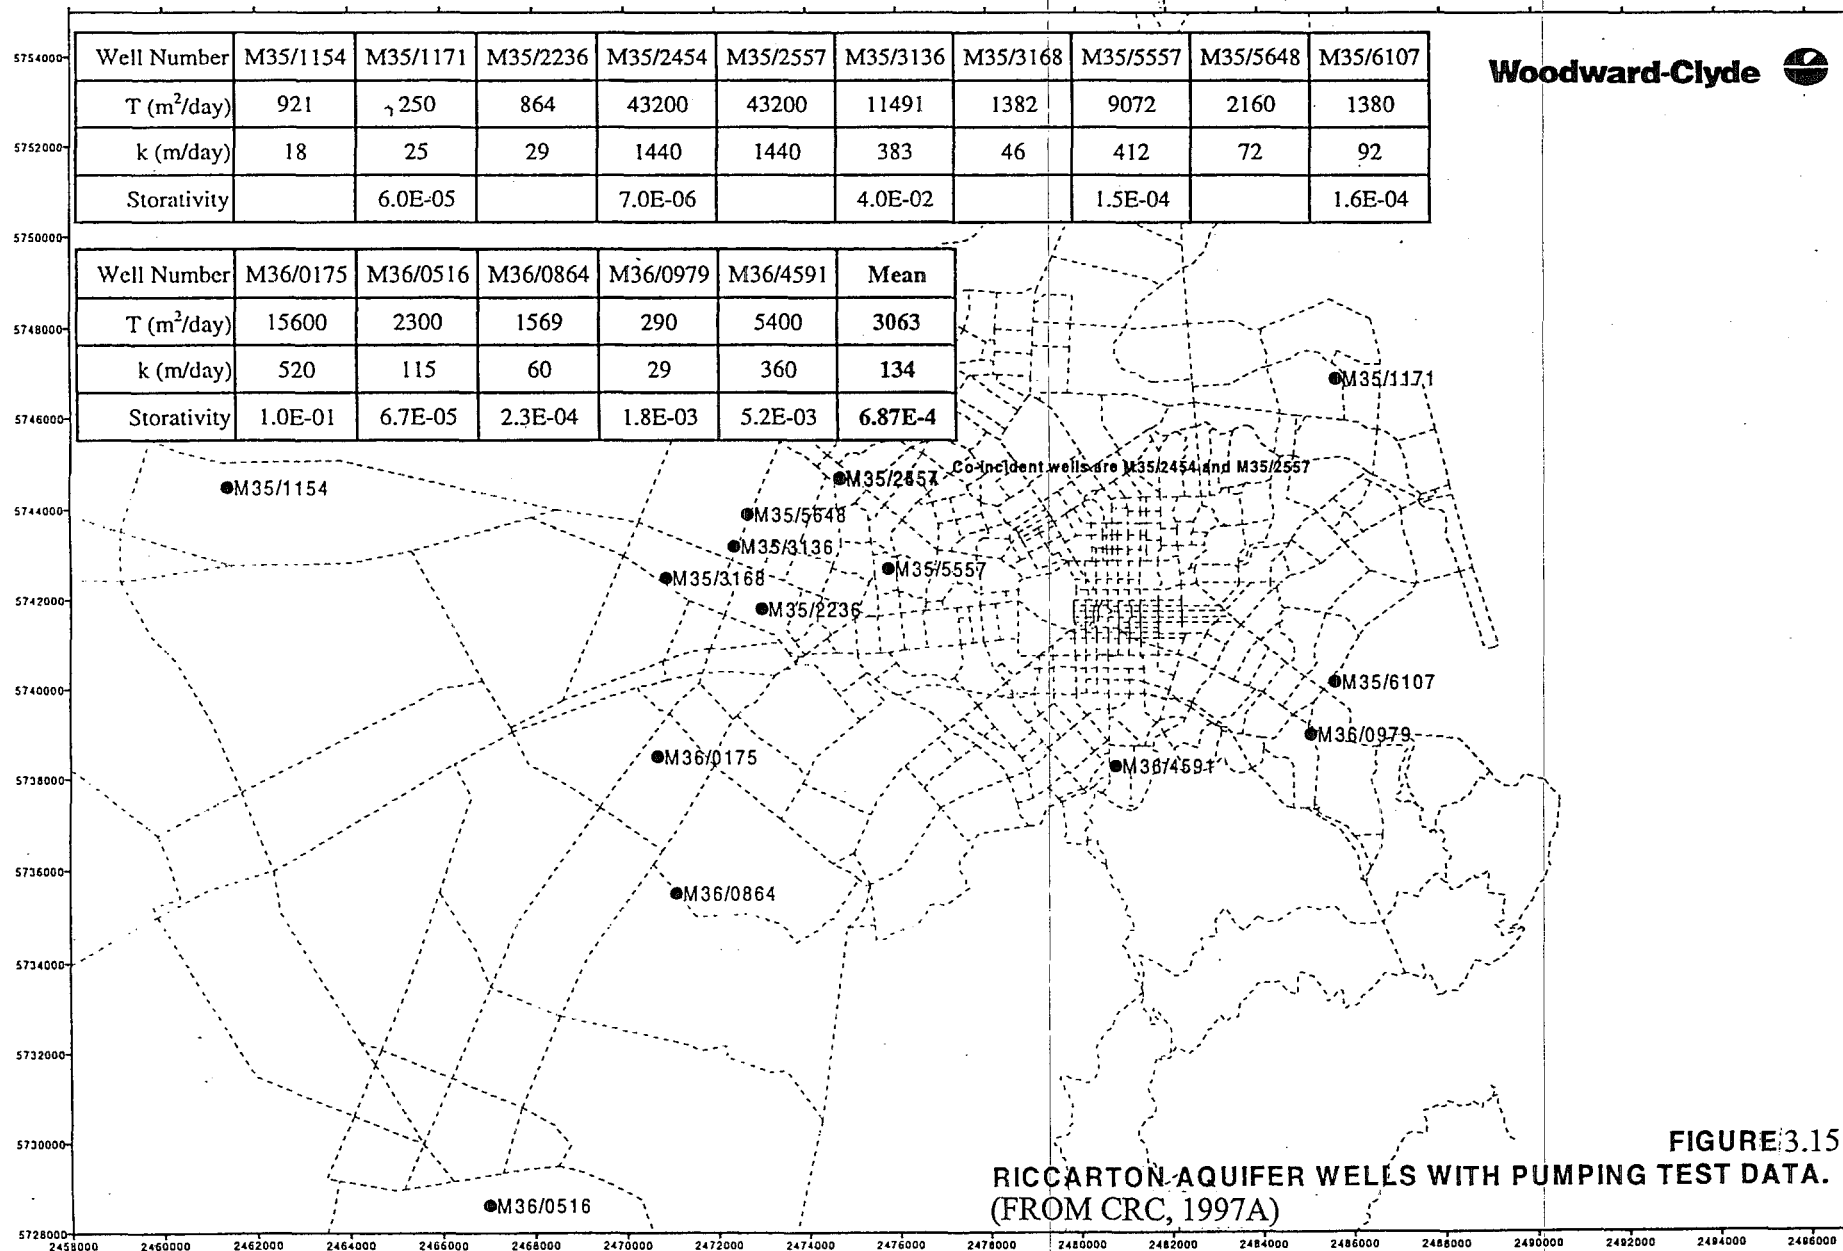 Woodward-Clyde
Well Number M35/1154 M35/1171 M35/2236 M35/2454 M35/2557 M35/3136 M35/3168 M35/5557 M35/5648 M35/6107
T (m²/day) 921 250 864 43200 43200 11491 1382 9072 2160 1380
k (m/day) 18 25 29 1440 1440 383 46 412 72 92
Storativity 6.0E-05 7.0E-06 4.0E-02 1.5E-04 1.6E-04
Well Number M36/0175 M36/0516 M36/0864 M36/0979 M36/4591 Mean
T (m²/day) 15600 2300 1569 290 5400 3063
k (m/day) 520 115 60 29 360 134
Storativity 1.0E-01 6.7E-05 2.3E-04 1.8E-03 5.2E-03 6.87E-4
5754000
5752000
5750000
5748000
5746000
5744000
5742000
5740000
5738000
5736000
5734000
5732000
5730000
5728000
M35/1171
Co-incident wells are M35/2454 and M35/2557
M35/1154
M35/5648
M35/3136
M35/5557
M35/3168
M35/2236
M35/6107
M36/0979
M36/0175
M36/4591
M36/0864
M36/0516
FIGURE 3.15
RICCARTON AQUIFER WELLS WITH PUMPING TEST DATA.
(FROM CRC, 1997A)
2458000 2460000 2462000 2464000 2466000 2468000 2470000 2472000 2474000 2476000 2478000 2480000 2482000 2484000 2486000 2488000 2490000 2492000 2494000 2496000